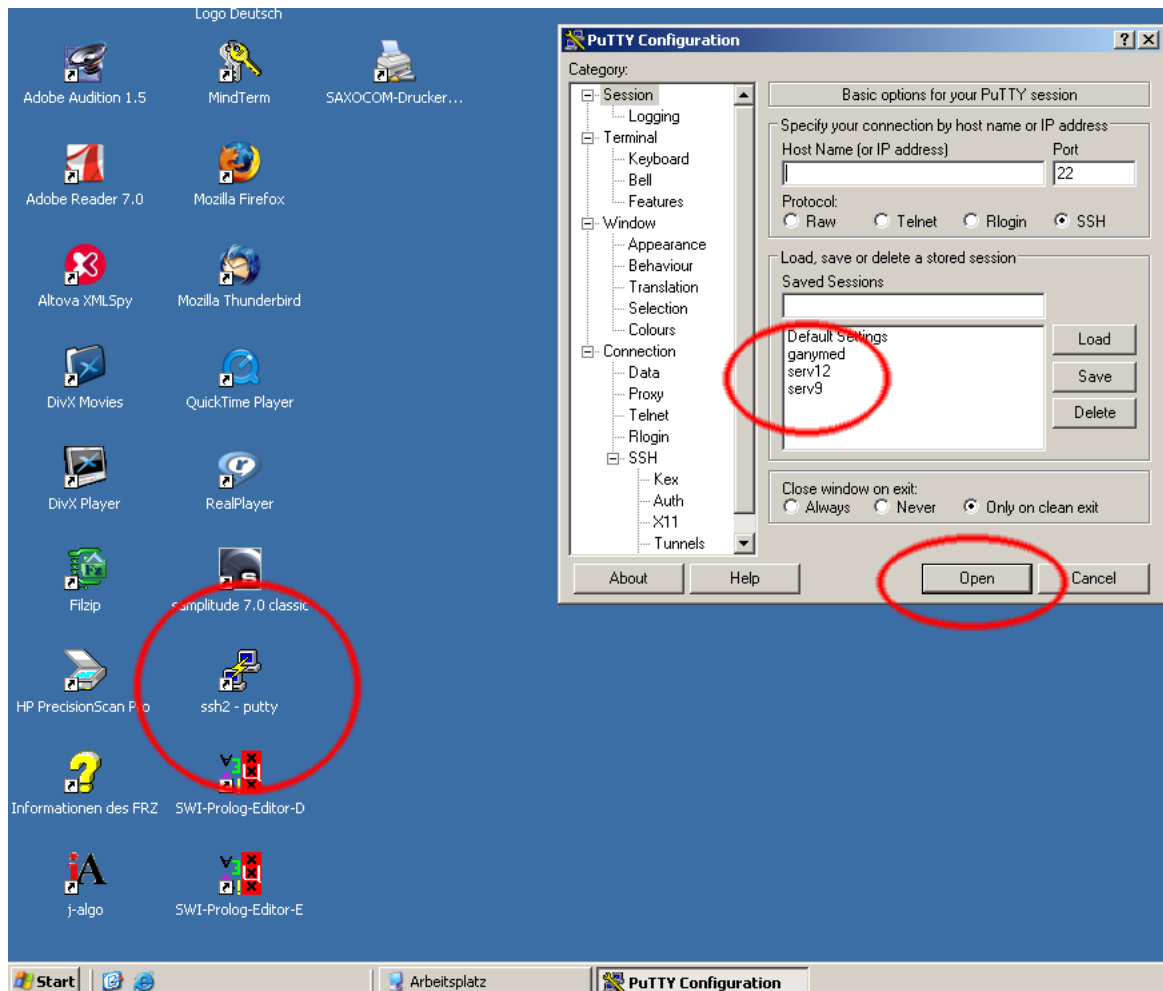 Logo Deutsch
Adobe Audition 1.5
MindTerm
SAXOCOM-Drucker...
Adobe Reader 7.0
Mozilla Firefox
Altova XMLSpy
Mozilla Thunderbird
DivX Movies
QuickTime Player
DivX Player
RealPlayer
Filzip
samplitude 7.0 classic
HP PrecisionScan Pro
ssh2 - putty
Informationen des FRZ
SWI-Prolog-Editor-D
j-algo
SWI-Prolog-Editor-E
PuTTY Configuration
Category:
Session
Logging
Terminal
Keyboard
Bell
Features
Window
Appearance
Behaviour
Translation
Selection
Colours
Connection
Data
Proxy
Telnet
Rlogin
SSH
Kex
Auth
X11
Tunnels
Basic options for your PuTTY session
Specify your connection by host name or IP address
Host Name (or IP address)
Port
22
Protocol:
Raw Telnet Rlogin SSH
Load, save or delete a stored session
Saved Sessions
Default Settings
ganymed
serv12
serv9
Load
Save
Delete
Close window on exit:
Always Never Only on clean exit
About Help Open Cancel
Start Arbeitsplatz PuTTY Configuration